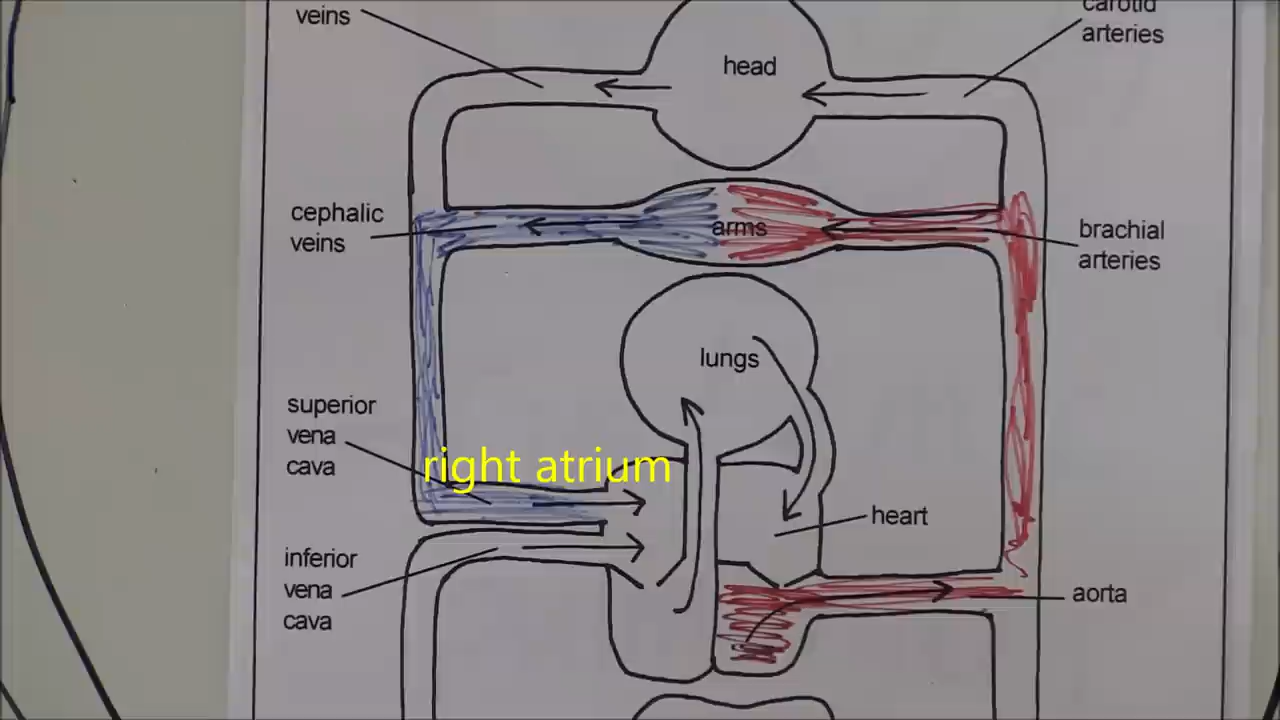 veins
carotid
arteries
head
cephalic
veins
arms
brachial
arteries
lungs
superior
vena
cava
right atrium
heart
inferior
vena
cava
aorta